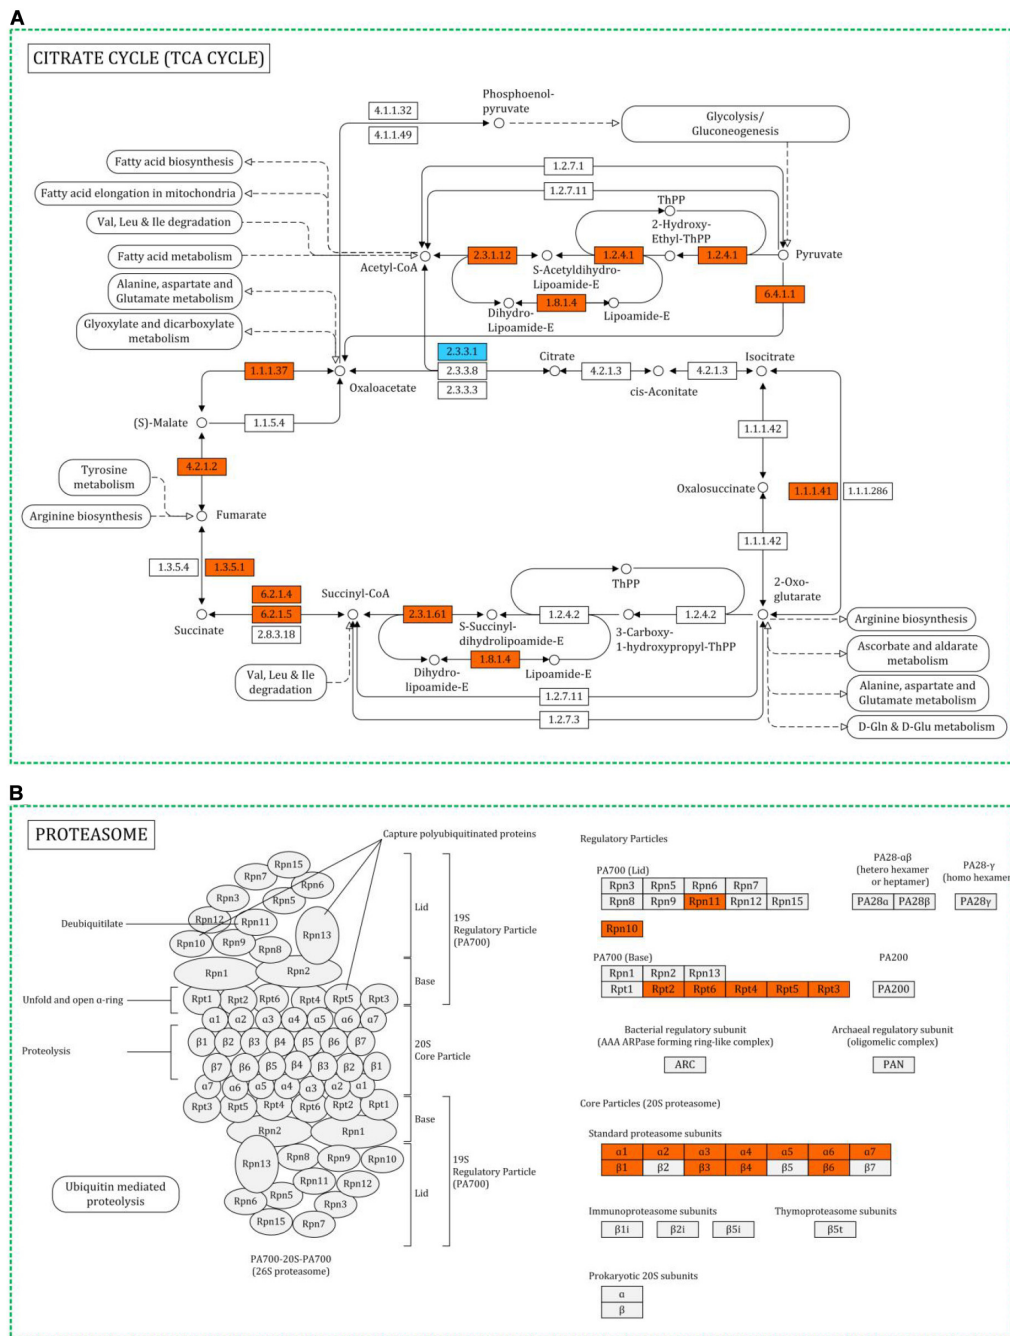 A
CITRATE CYCLE (TCA CYCLE)
Phosphoenol-
pyruvate
4.1.1.32
4.1.1.49
Glycolysis/
Gluconeogenesis
Fatty acid biosynthesis
Fatty acid elongation in mitochondria
Val, Leu & Ile degradation
Fatty acid metabolism
Alanine, aspartate and
Glutamate metabolism
Glyoxylate and dicarboxylate
metabolism
1.2.7.1
1.2.7.11
ThPP
2-Hydroxy-
Ethyl-ThPP
Acetyl-CoA
2.3.1.12
1.2.4.1
1.2.4.1
Pyruvate
S-Acetyldihydro-
Lipoamide-E
6.4.1.1
1.8.1.4
Dihydro-
Lipoamide-E
Lipoamide-E
2.3.3.1
2.3.3.8
2.3.3.3
Citrate
4.2.1.3
cis-Aconitate
4.2.1.3
Isocitrate
1.1.1.37
Oxaloacetate
(S)-Malate
1.1.5.4
1.1.1.42
4.2.1.2
Tyrosine
metabolism
Oxalosuccinate
1.1.1.41
1.1.1.286
Arginine biosynthesis
Fumarate
1.1.1.42
1.3.5.4
1.3.5.1
6.2.1.4
6.2.1.5
2.8.3.18
Succinate
Succinyl-CoA
ThPP
2-Oxo-
glutarate
2.3.1.61
1.2.4.2
1.2.4.2
S-Succinyl-
dihydrolipoamide-E
3-Carboxy-
1-hydroxypropyl-ThPP
1.8.1.4
Dihydro-
lipoamide-E
Lipoamide-E
Val, Leu & Ile
degradation
1.2.7.11
1.2.7.3
Arginine biosynthesis
Ascorbate and aldarate
metabolism
Alanine, aspartate and
Glutamate metabolism
D-Gln & D-Glu metabolism
B
PROTEASOME
Capture polyubiquitinated proteins
Rpn15
Rpn7
Rpn6
Rpn3
Rpn5
Rpn12
Rpn11
Rpn13
Rpn10
Rpn9
Rpn8
Deubiquitilate
Lid
19S
Regulatory Particle
(PA700)
Rpn1
Rpn2
Base
Unfold and open α-ring
Rpt1
Rpt2
Rpt6
Rpt4
Rpt5
Rpt3
α1 α2 α3 α4 α5 α6 α7
Proteolysis
β1 β2 β3 β4 β5 β6 β7
20S
Core Particle
β7 β6 β5 β4 β3 β2 β1
α7 α6 α5 α4 α3 α2 α1
Rpt3 Rpt5 Rpt4 Rpt6 Rpt2 Rpt1
Rpn2
Rpn1
Base
Rpn13
Rpn8
Rpn9
Rpn10
Rpn11
Rpn12
Rpn6
Rpn5
Rpn3
Rpn15
Rpn7
Lid
19S
Regulatory Particle
(PA700)
Ubiquitin mediated
proteolysis
PA700-20S-PA700
(26S proteasome)
Regulatory Particles
PA700 (Lid)
Rpn3 Rpn5 Rpn6 Rpn7
Rpn8 Rpn9 Rpn11 Rpn12 Rpn15
Rpn10
PA28-αβ
(hetero hexamer
or heptamer)
PA28α PA28β
PA28-γ
(homo hexamer
PA28γ
PA700 (Base)
Rpn1 Rpn2 Rpn13
Rpt1 Rpt2 Rpt6 Rpt4 Rpt5 Rpt3
PA200
PA200
Bacterial regulatory subunit
(AAA ARPase forming ring-like complex)
ARC
Archaeal regulatory subunit
(oligomelic complex)
PAN
Core Particles (20S proteasome)
Standard proteasome subunits
α1 α2 α3 α4 α5 α6 α7
β1 β2 β3 β4 β5 β6 β7
Immunoproteasome subunits
β1i β2i β5i
Thymoproteasome subunits
β5t
Prokaryotic 20S subunits
α
β